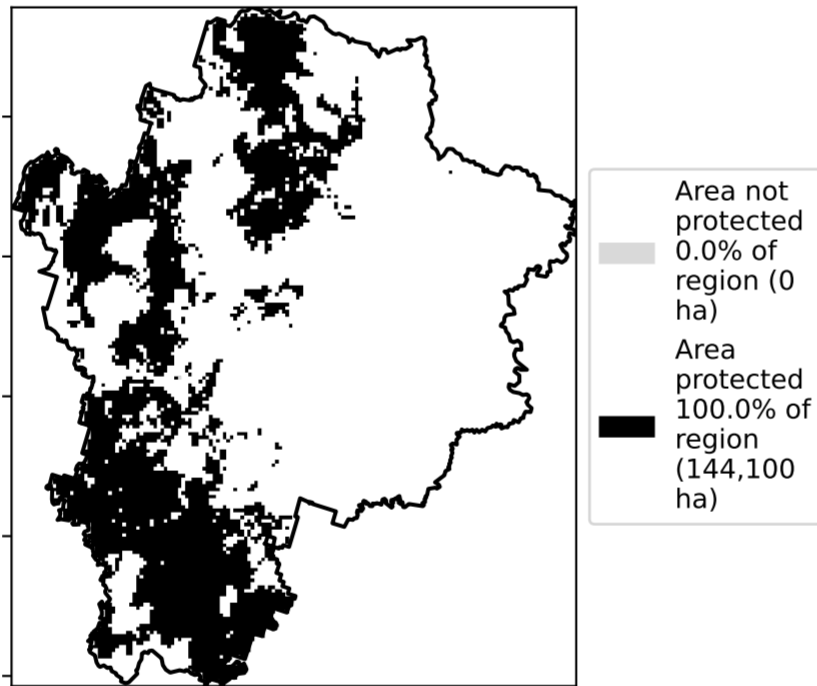 Area not
protected
0.0% of
region (0
ha)
Area
protected
100.0% of
region
(144,100
ha)